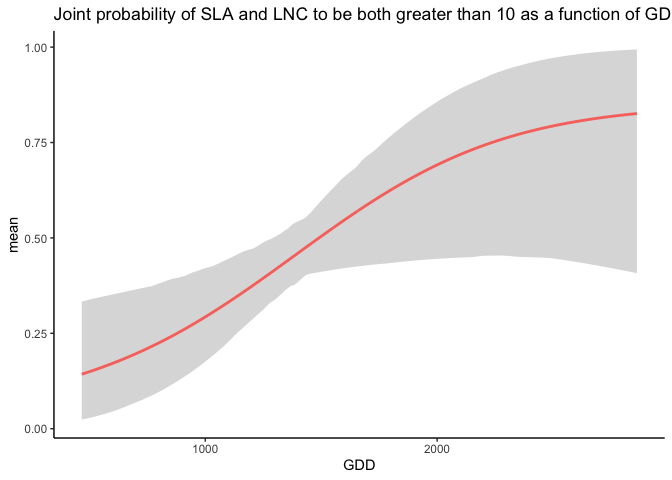 Joint probability of SLA and LNC to be both greater than 10 as a function of GD
1.00
0.75
0.50
0.25
0.00
mean
1000
2000
GDD